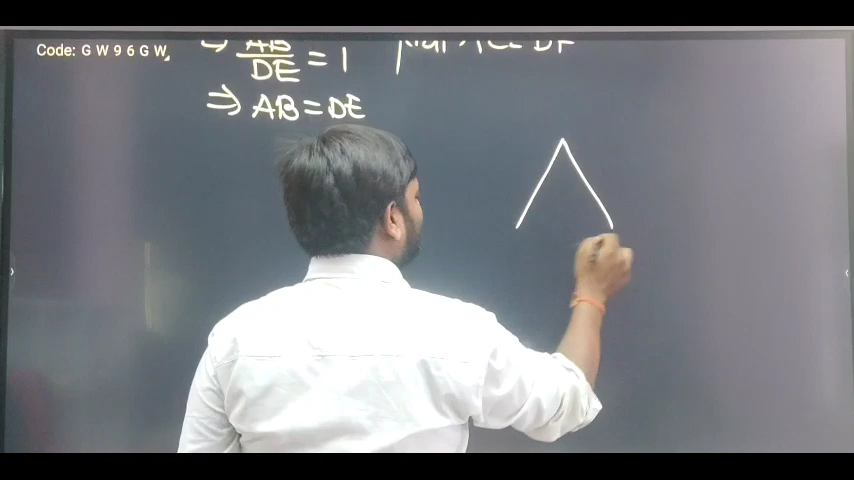 Code: G W 9 6 G W
⇒ AB/DE = 1
⇒ AB = DE